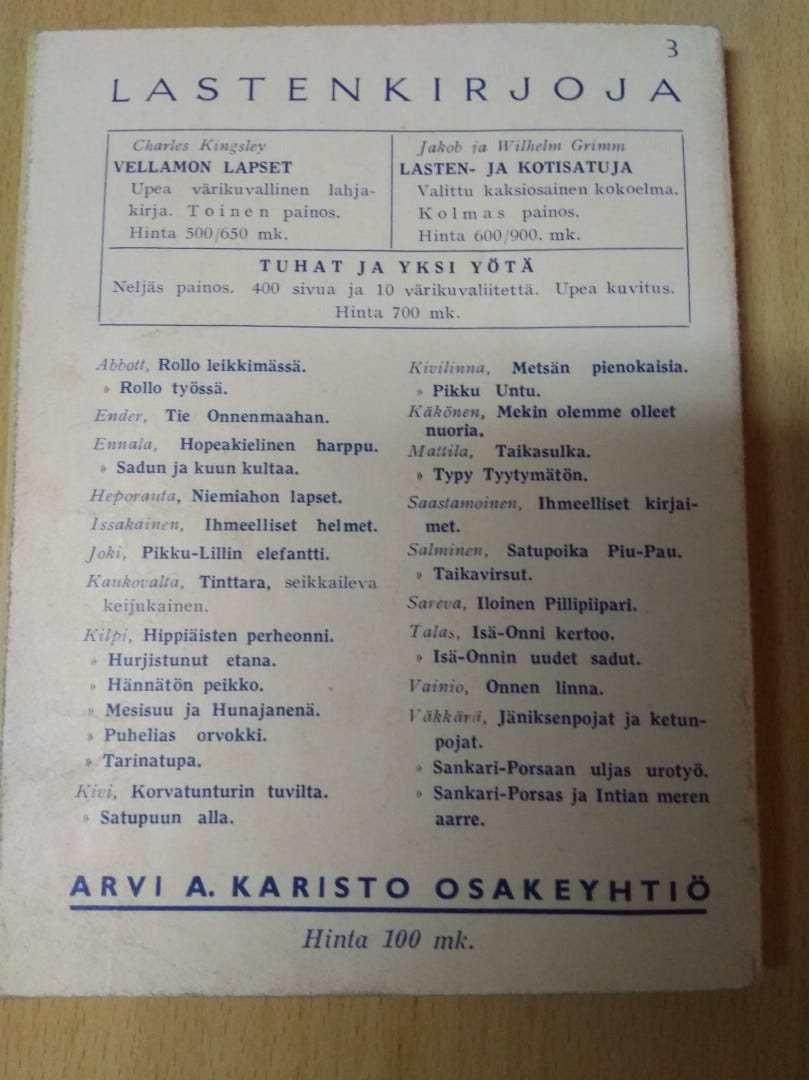 3
LASTENKIRJOJA
Charles Kingsley
VELLAMON LAPSET
Upea värikuvallinen lahja-
kirja. Toinen painos.
Hinta 500/650 mk.
Jakob ja Wilhelm Grimm
LASTEN- JA KOTISATUJA
Valittu kaksiosainen kokoelma.
Kolmas painos.
Hinta 600/900. mk.
TUHAT JA YKSI YÖTÄ
Neljäs painos. 400 sivua ja 10 värikuvaliitettä. Upea kuvitus.
Hinta 700 mk.
Abbott, Rollo leikkimässä.
» Rollo työssä.
Ender, Tie Onnenmaahan.
Ennala, Hopeakielinen harppu.
» Sadun ja kuun kultaa.
Heporauta, Niemiahon lapset.
Issakainen, Ihmeelliset helmet.
Joki, Pikku-Lillin elefantti.
Kaukovalta, Tinttara, seikkaileva
keijukainen.
Kilpi, Hippiäisten perheonni.
» Hurjistunut etana.
» Hännätön peikko.
» Mesisuu ja Hunajanenä.
» Puhelias orvokki.
» Tarinatupa.
Kivi, Korvatunturin tuvilta.
» Satupuun alla.
Kivilinna, Metsän pienokaisia.
» Pikku Untu.
Käkönen, Mekin olemme olleet
nuoria.
Mattila, Taikasulka.
» Typy Tyytymätön.
Saastamoinen, Ihmeelliset kirjai-
met.
Salminen, Satupoika Piu-Pau.
» Taikavirsut.
Sareva, Iloinen Pillipiipari.
Talas, Isä-Onni kertoo.
» Isä-Onnin uudet sadut.
Vainio, Onnen linna.
Väkkärä, Jäniksenpojat ja ketun-
pojat.
» Sankari-Porsaan uljas urotyö.
» Sankari-Porsas ja Intian meren
aarre.
ARVI A. KARISTO OSAKEYHTIÖ
Hinta 100 mk.